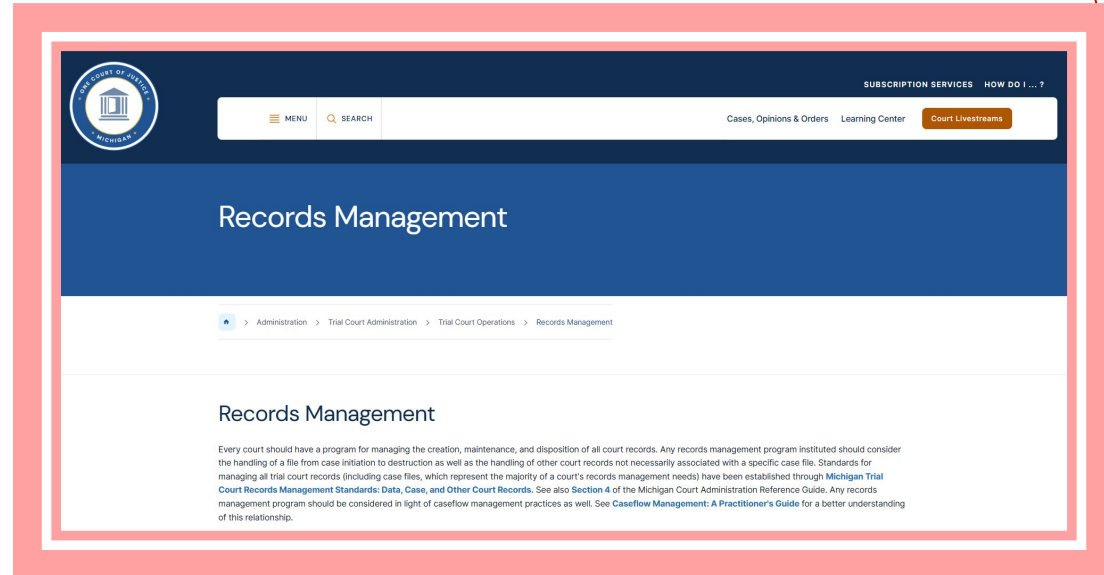 ONE COURT OF JUSTICE
MICHIGAN
SUBSCRIPTION SERVICES HOW DO I ... ?
MENU SEARCH Cases, Opinions & Orders Learning Center Court Livestreams
Records Management
> Administration > Trial Court Administration > Trial Court Operations > Records Management
Records Management
Every court should have a program for managing the creation, maintenance, and disposition of all court records. Any records management program instituted should consider
the handling of a file from case initiation to destruction as well as the handling of other court records not necessarily associated with a specific case file. Standards for
managing all trial court records (including case files, which represent the majority of a court's records management needs) have been established through Michigan Trial
Court Records Management Standards: Data, Case, and Other Court Records. See also Section 4 of the Michigan Court Administration Reference Guide. Any records
management program should be considered in light of caseflow management practices as well. See Caseflow Management: A Practitioner's Guide for a better understanding
of this relationship.